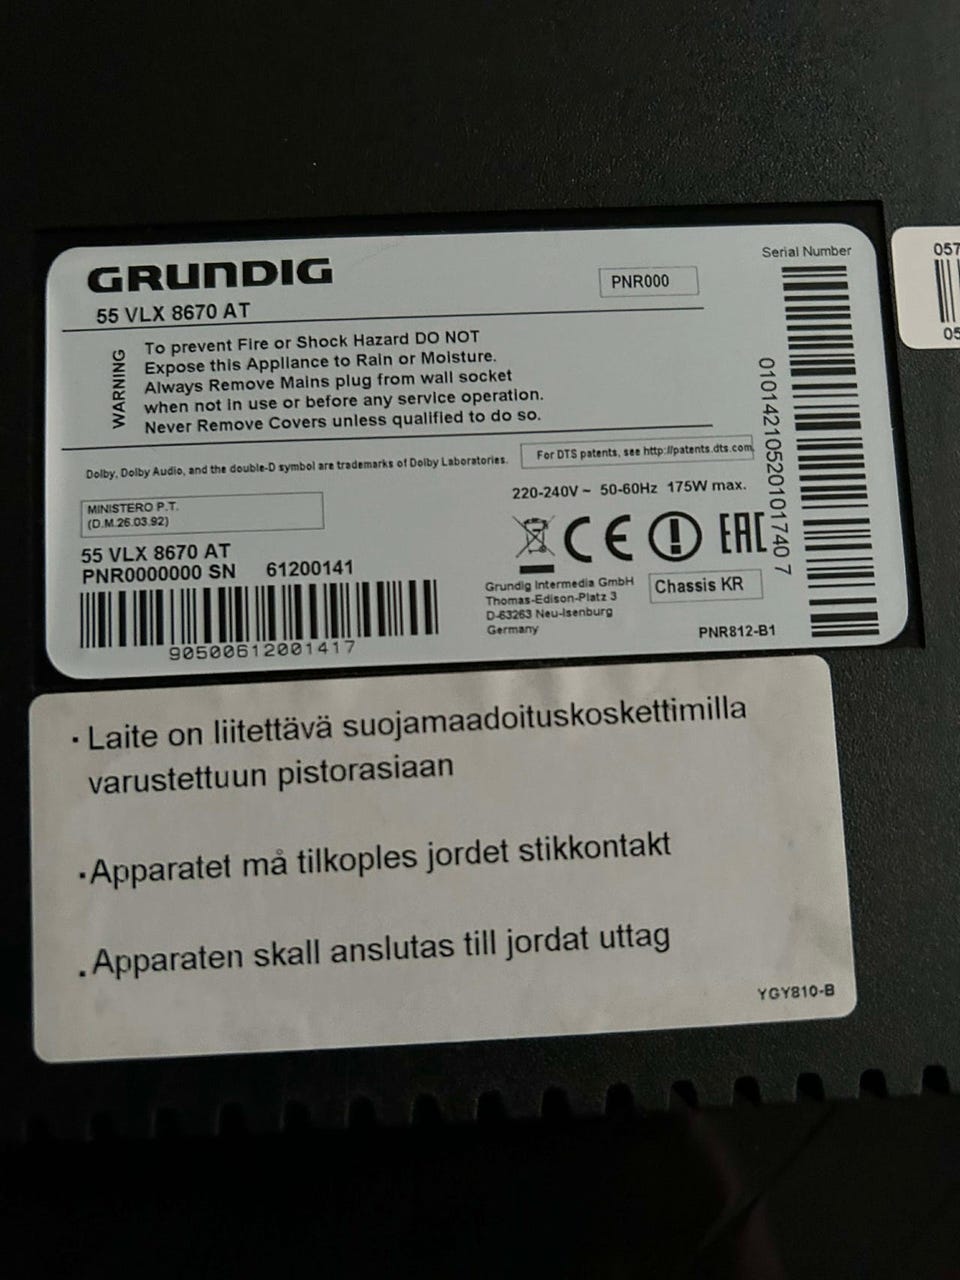 GRUNDIG
55 VLX 8670 AT
PNR000
Serial Number
WARNING
To prevent Fire or Shock Hazard DO NOT
Expose this Appliance to Rain or Moisture.
Always Remove Mains plug from wall socket
when not in use or before any service operation.
Never Remove Covers unless qualified to do so.
Dolby, Dolby Audio, and the double-D symbol are trademarks of Dolby Laboratories.
For DTS patents, see http://patents.dts.com.
MINISTERO P.T.
(D.M.26.03.92)
220-240V ~ 50-60Hz 175W max.
CE
EAC
55 VLX 8670 AT
PNR0000000 SN 61200141
90500612001417
Grundig Intermedia GmbH
Thomas-Edison-Platz 3
D-63263 Neu-Isenburg
Germany
Chassis KR
PNR812-B1
010142105201017407
057
05
· Laite on liitettävä suojamaadoituskoskettimilla
varustettuun pistorasiaan
· Apparatet må tilkoples jordet stikkontakt
. Apparaten skall anslutas till jordat uttag
YGY810-B